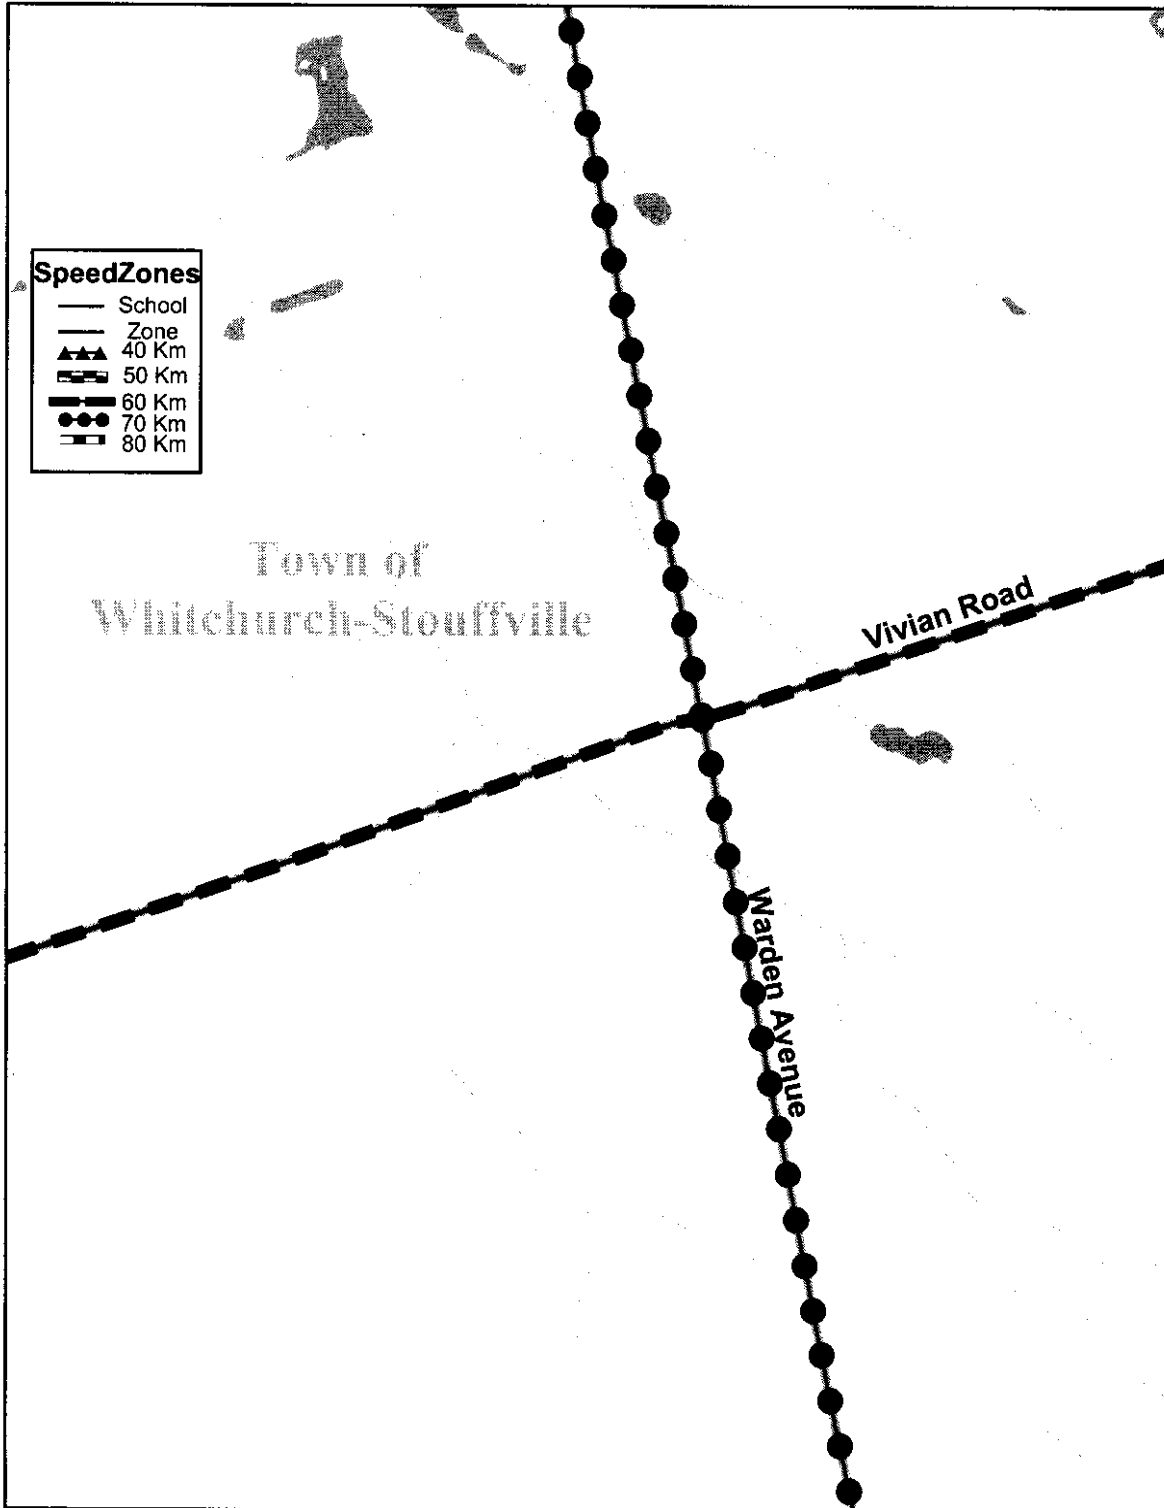 SpeedZones
School
Zone
40 Km
50 Km
60 Km
70 Km
80 Km
Town of
Whitchurch-Stouffville
Vivian Road
Warden Avenue